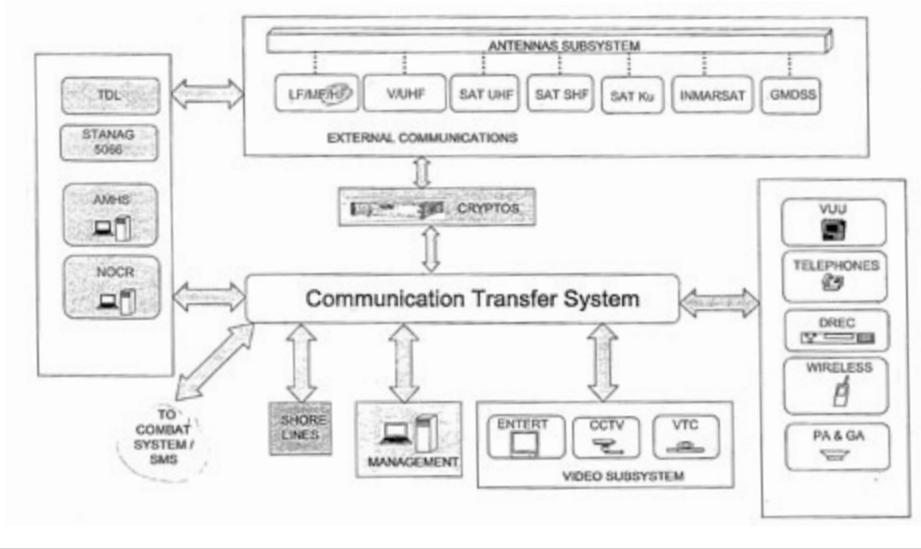 ANTENNAS SUBSYSTEM
LF/MF/HF
V/UHF
SAT UHF
SAT SHF
SAT Ku
INMARSAT
GMDSS
EXTERNAL COMMUNICATIONS
TDL
STANAG
5066
AMHS
NOCR
CRYPTOS
Communication Transfer System
VUU
TELEPHONES
DREC
WIRELESS
PA & GA
TO
COMBAT
SYSTEM /
SMS
SHORE
LINES
MANAGEMENT
ENTERT
CCTV
VTC
VIDEO SUBSYSTEM